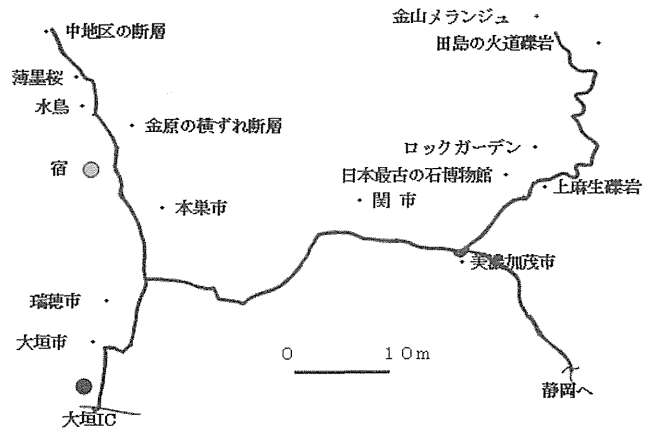 金山メランジュ
中地区の断層
田島の火道礫岩
薄墨桜
水鳥
金原の横ずれ断層
ロックガーデン
宿
日本最古の石博物館
上麻生礫岩
本巣市
関 市
美濃加茂市
瑞徳市
大垣市
0 10m
静岡へ
大垣IC